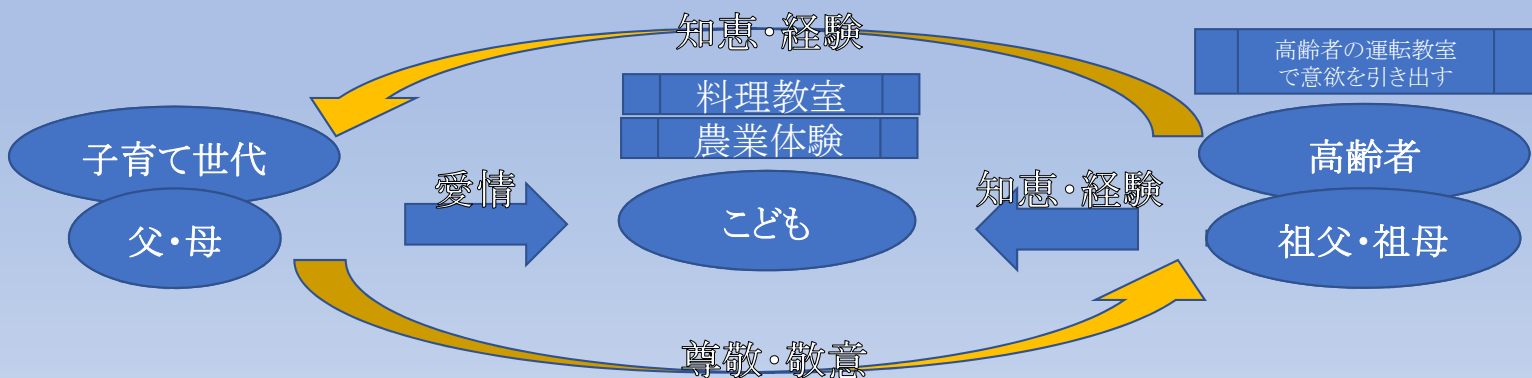 知恵・経験
高齢者の運転教室
で意欲を引き出す
料理教室
農業体験
子育て世代
高齢者
愛情
知恵・経験
こども
父・母
祖父・祖母
尊敬・敬意